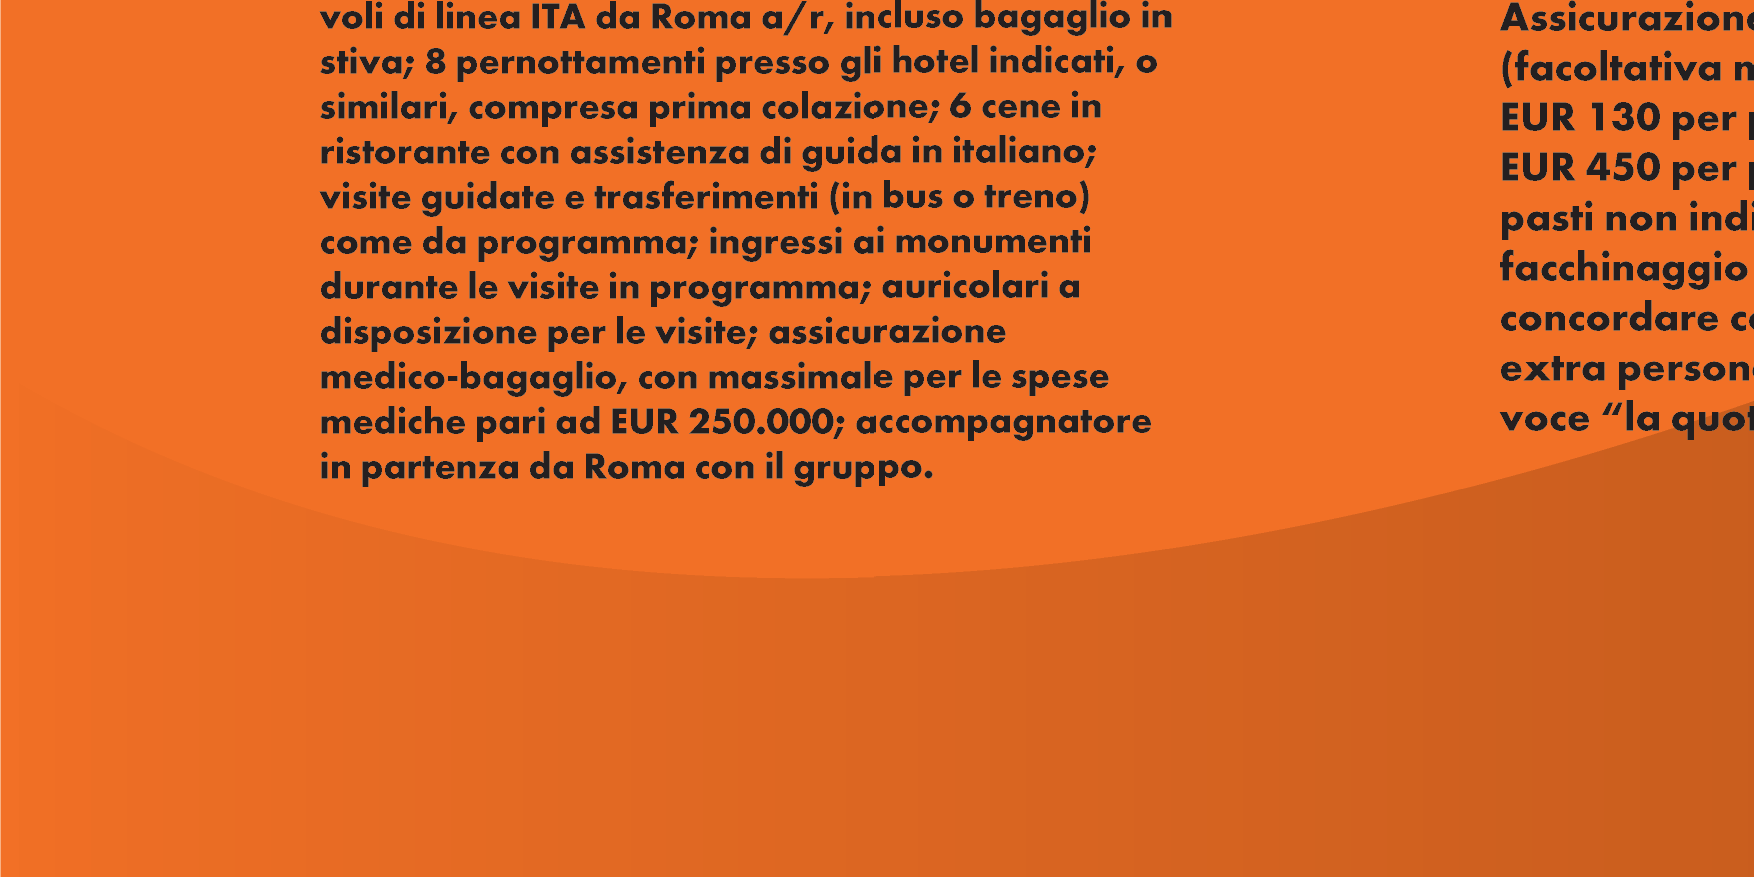 voli di linea ITA da Roma a/r, incluso bagaglio in
stiva; 8 pernottamenti presso gli hotel indicati, o
similari, compresa prima colazione; 6 cene in
ristorante con assistenza di guida in italiano;
visite guidate e trasferimenti (in bus o treno)
come da programma; ingressi ai monumenti
durante le visite in programma; auricolari a
disposizione per le visite; assicurazione
medico-bagaglio, con massimale per le spese
mediche pari ad EUR 250.000; accompagnatore
in partenza da Roma con il gruppo.
Assicurazione
(facoltativa
EUR 130 per
EUR 450 per
pasti non
facchinaggio
concordare
extra
voce “la